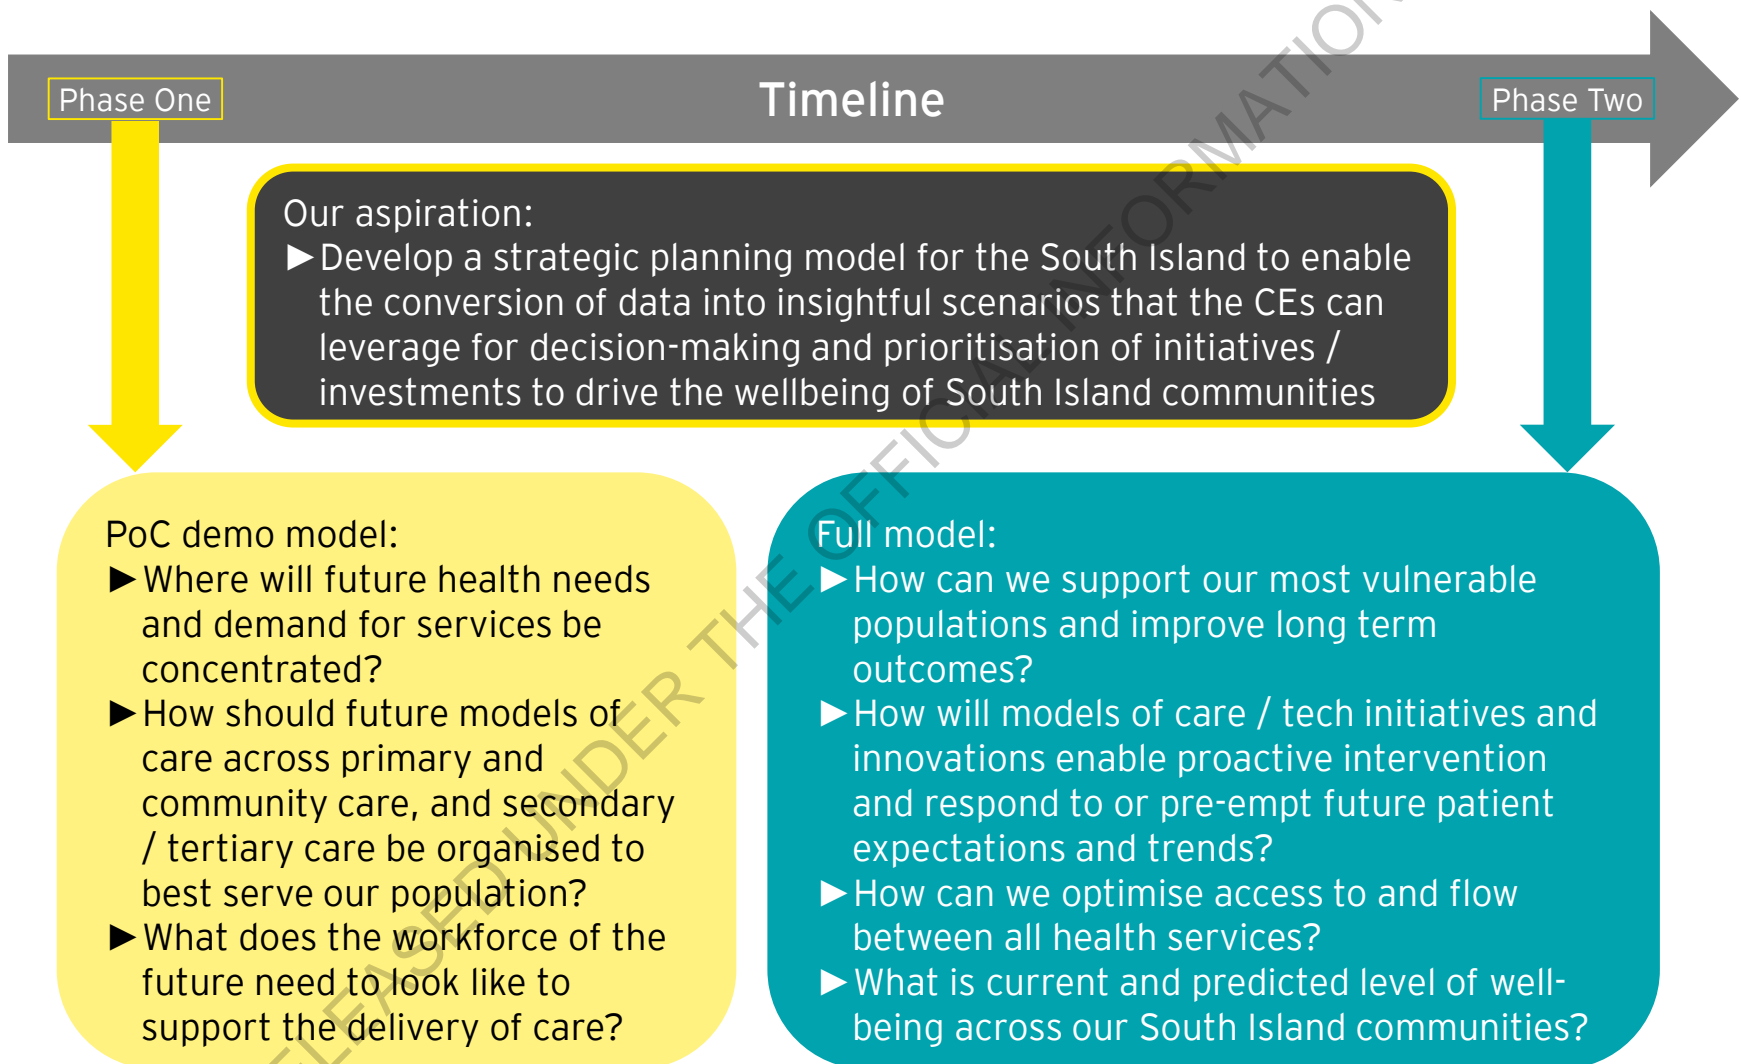 Timeline
Phase One
Phase Two
Our aspiration:
►Develop a strategic planning model for the South Island to enable
the conversion of data into insightful scenarios that the CEs can
leverage for decision-making and prioritisation of initiatives /
investments to drive the wellbeing of South Island communities
PoC demo model:
►Where will future health needs
and demand for services be
concentrated?
►How should future models of
care across primary and
community care, and secondary
/ tertiary care be organised to
best serve our population?
►What does the workforce of the
future need to look like to
support the delivery of care?
Full model:
►How can we support our most vulnerable
populations and improve long term
outcomes?
►How will models of care / tech initiatives and
innovations enable proactive intervention
and respond to or pre-empt future patient
expectations and trends?
►How can we optimise access to and flow
between all health services?
►What is current and predicted level of well-
being across our South Island communities?
UNDER THE OFFICIAL INFORMATION